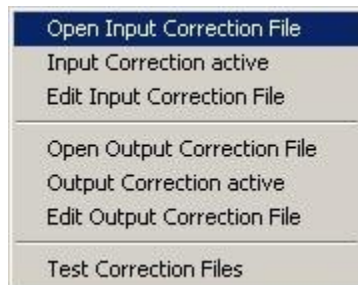 Open Input Correction File
Input Correction active
Edit Input Correction File
Open Output Correction File
Output Correction active
Edit Output Correction File
Test Correction Files